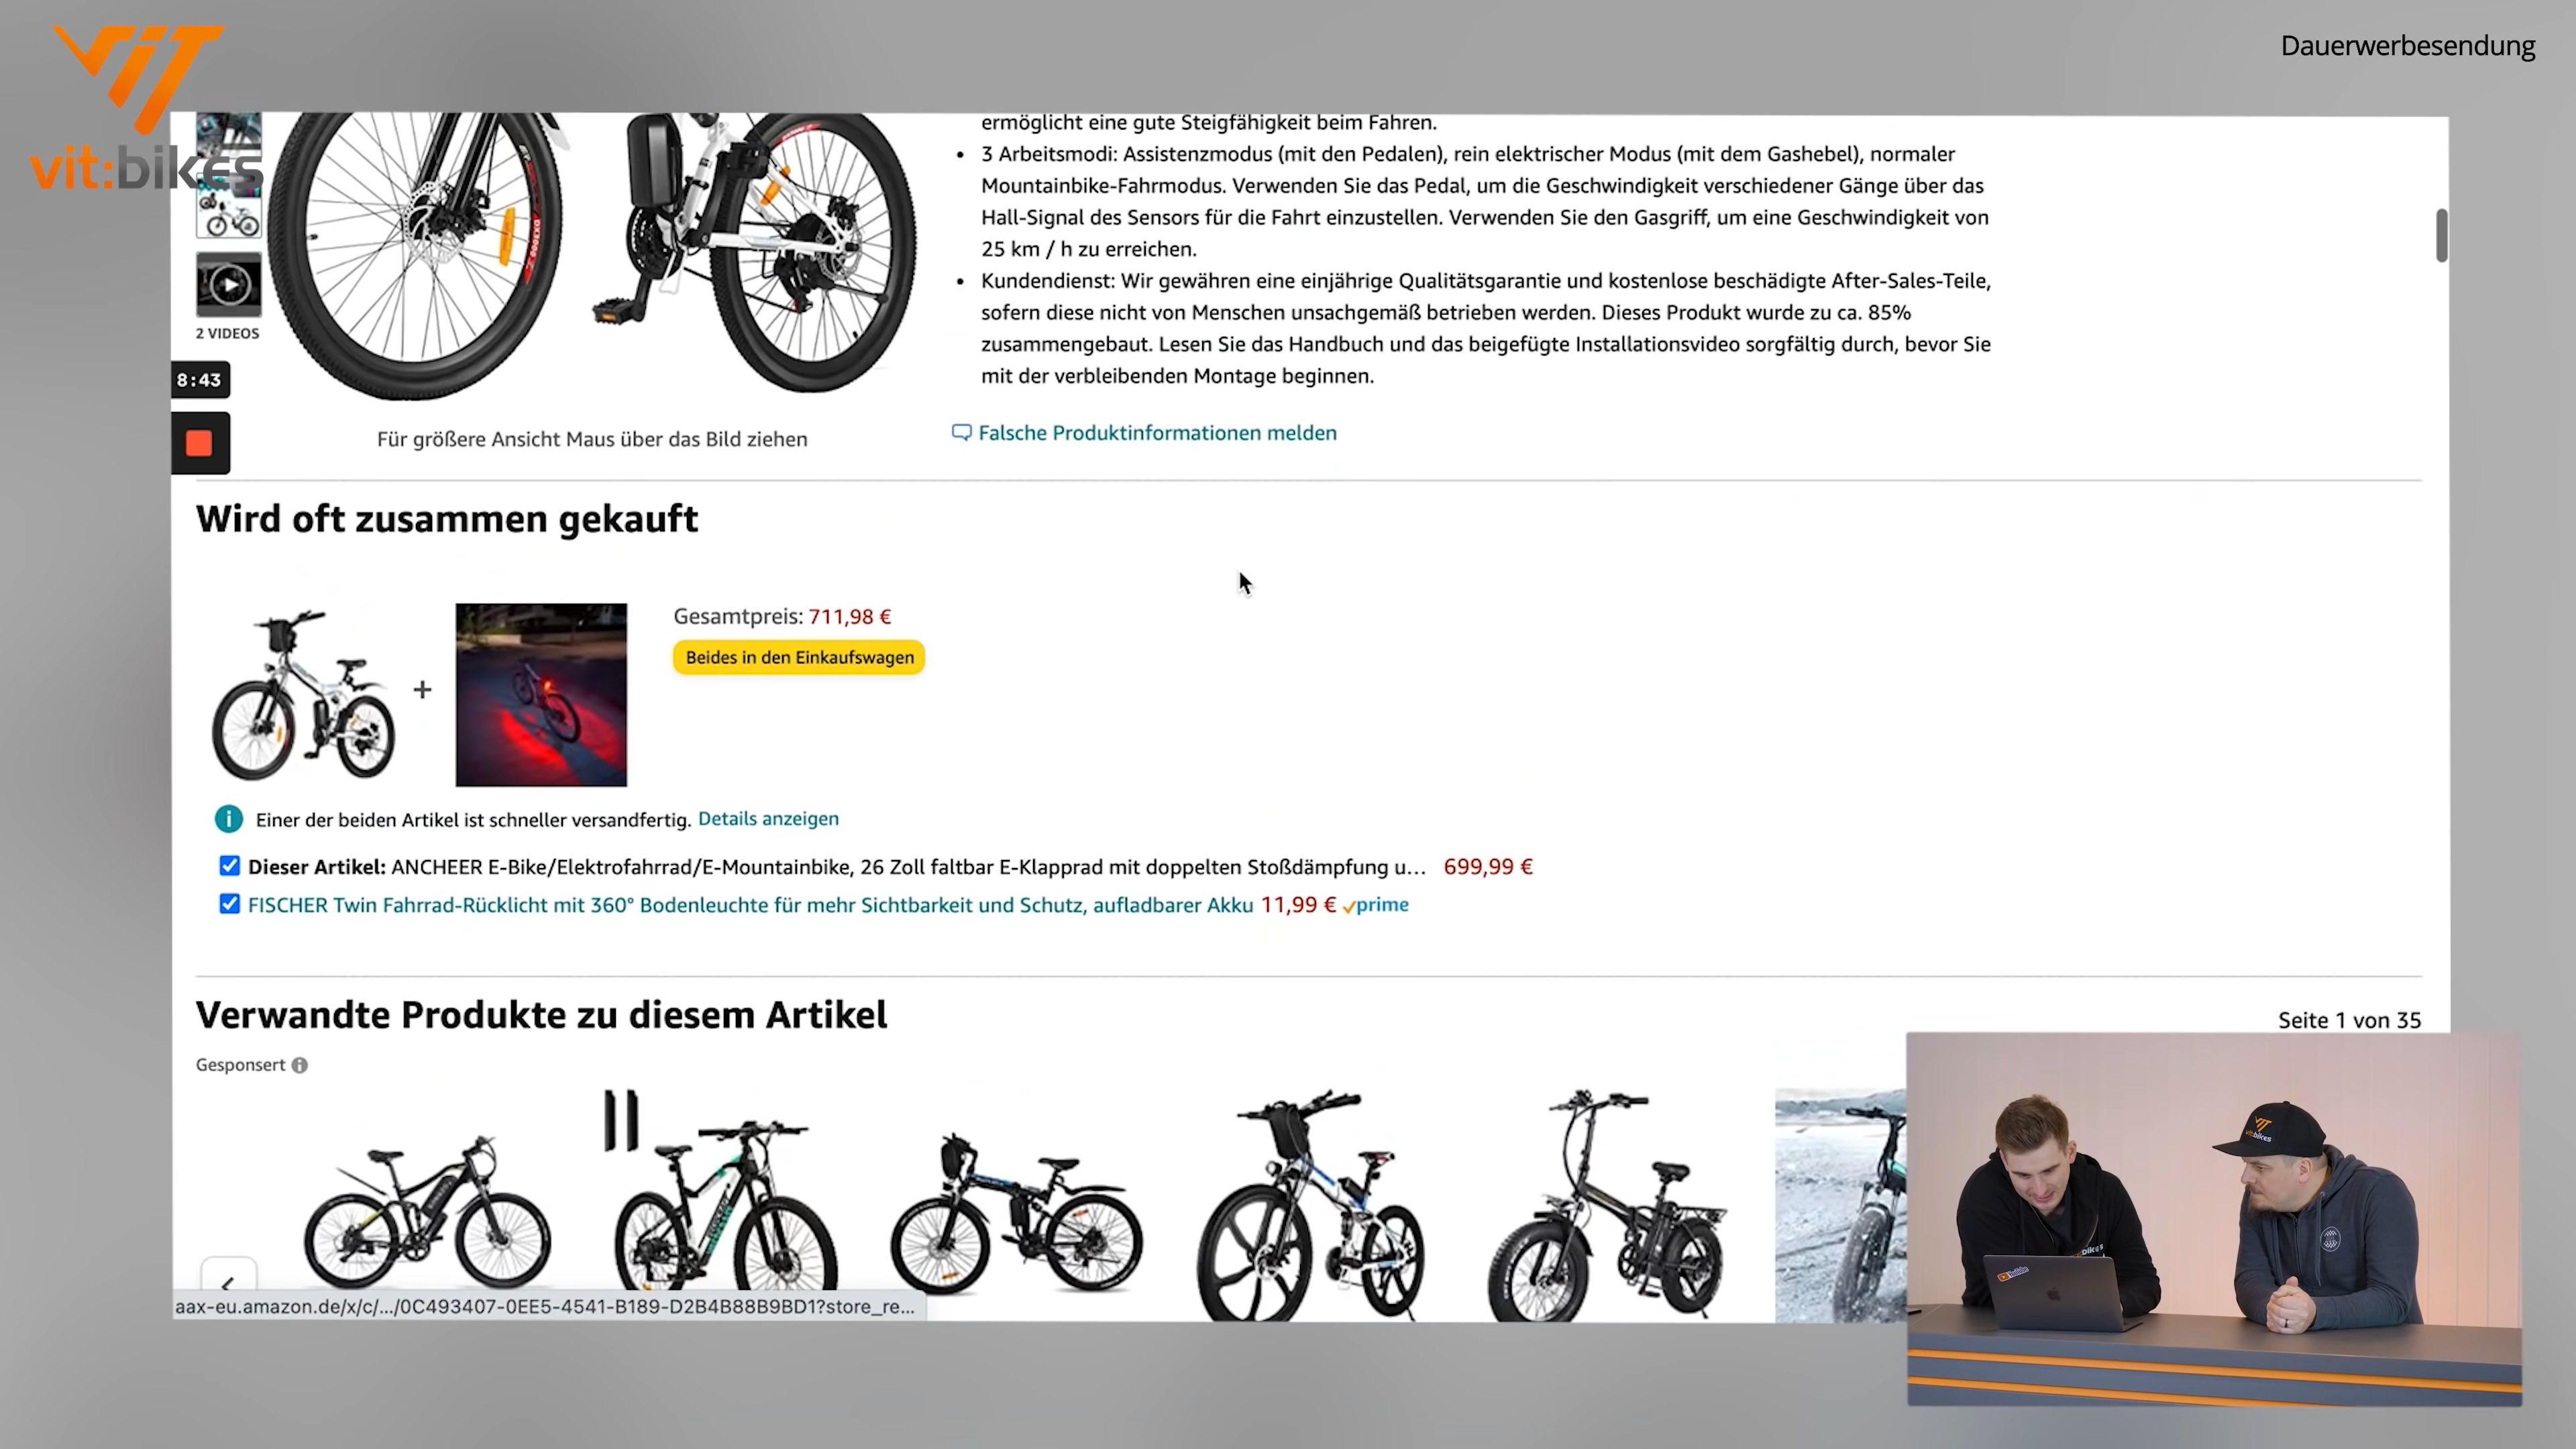 Dauerwerbesendung
vit:bikes
ermöglicht eine gute Steigfähigkeit beim Fahren.
• 3 Arbeitsmodi: Assistenzmodus (mit den Pedalen), rein elektrischer Modus (mit dem Gashebel), normaler
Mountainbike-Fahrmodus. Verwenden Sie das Pedal, um die Geschwindigkeit verschiedener Gänge über das
Hall-Signal des Sensors für die Fahrt einzustellen. Verwenden Sie den Gasgriff, um eine Geschwindigkeit von
25 km / h zu erreichen.
• Kundendienst: Wir gewähren eine einjährige Qualitätsgarantie und kostenlose beschädigte After-Sales-Teile,
sofern diese nicht von Menschen unsachgemäß betrieben werden. Dieses Produkt wurde zu ca. 85%
zusammengebaut. Lesen Sie das Handbuch und das beigefügte Installationsvideo sorgfältig durch, bevor Sie
mit der verbleibenden Montage beginnen.
2 VIDEOS
8:43
Für größere Ansicht Maus über das Bild ziehen
Falsche Produktinformationen melden
Wird oft zusammen gekauft
Gesamtpreis: 711,98 €
Beides in den Einkaufswagen
+
Einer der beiden Artikel ist schneller versandfertig. Details anzeigen
Dieser Artikel: ANCHEER E-Bike/Elektrofahrrad/E-Mountainbike, 26 Zoll faltbar E-Klapprad mit doppelten Stoßdämpfung u... 699,99 €
FISCHER Twin Fahrrad-Rücklicht mit 360° Bodenleuchte für mehr Sichtbarkeit und Schutz, aufladbarer Akku 11,99 € prime
Verwandte Produkte zu diesem Artikel
Seite 1 von 35
Gesponsert
aax-eu.amazon.de/x/c/.../0C493407-0EE5-4541-B189-D2B4B88B9BD1?store_re...
vit:bikes